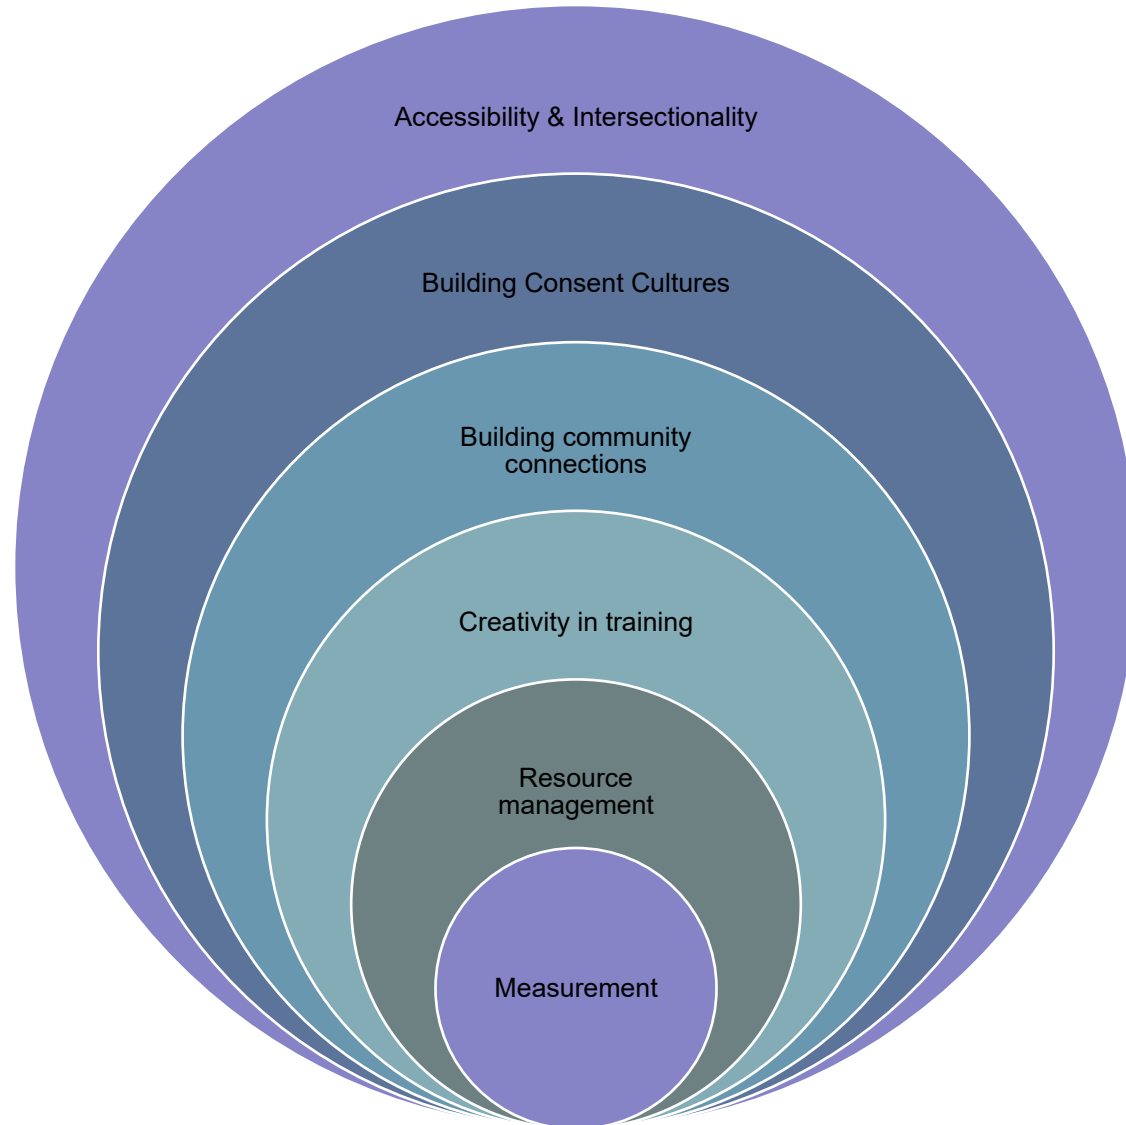 Accessibility & Intersectionality
Building Consent Cultures
Building community
connections
Creativity in training
Resource
management
Measurement